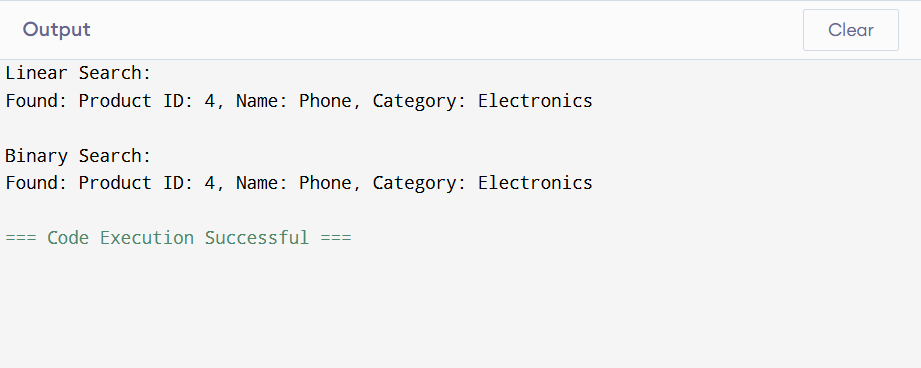 Output
Clear
Linear Search:
Found: Product ID: 4, Name: Phone, Category: Electronics
Binary Search:
Found: Product ID: 4, Name: Phone, Category: Electronics
=== Code Execution Successful ===